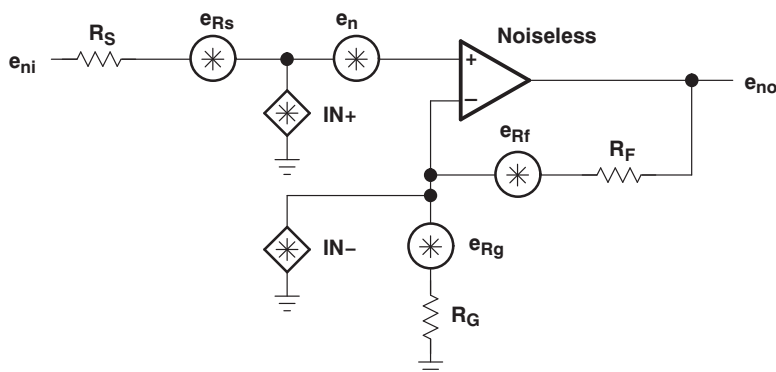 e_Rs
e_n
Noiseless
R_S
e_ni
+
e_no
IN+
−
e_Rf
R_F
IN−
e_Rg
R_G